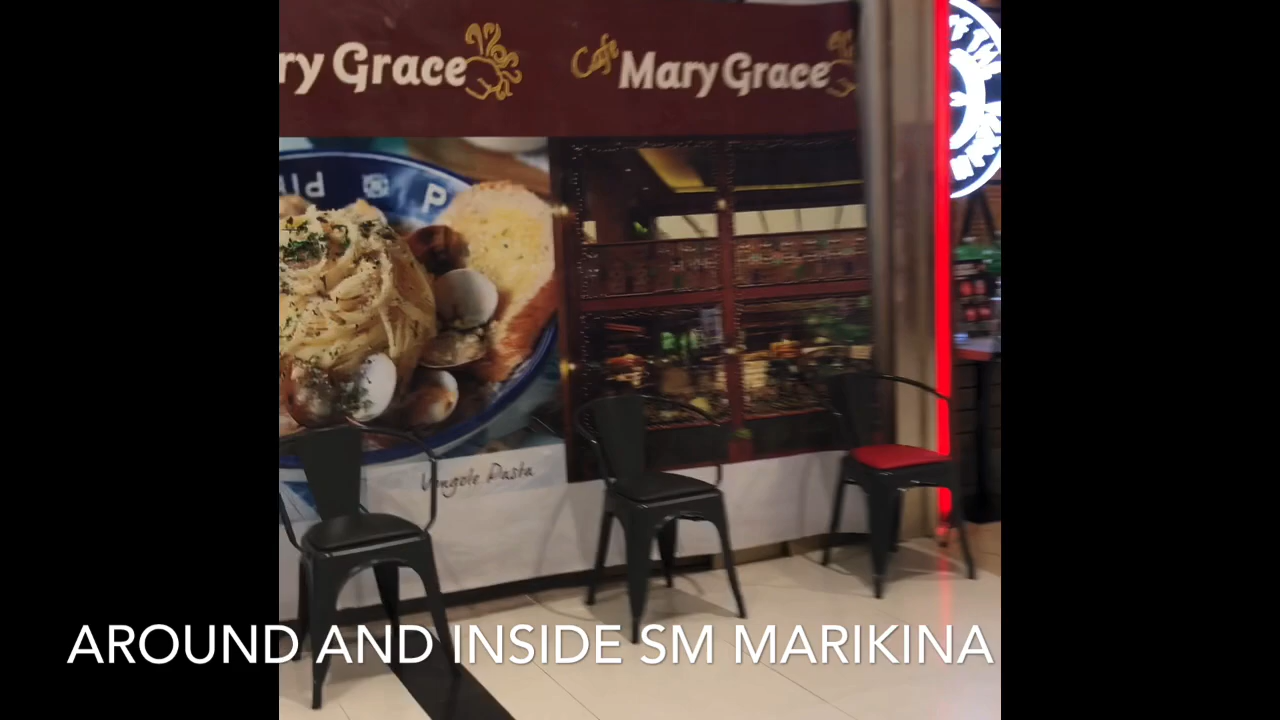 ry Grace
Cafe Mary Grace
Vongole Pasta
AROUND AND INSIDE SM MARIKINA